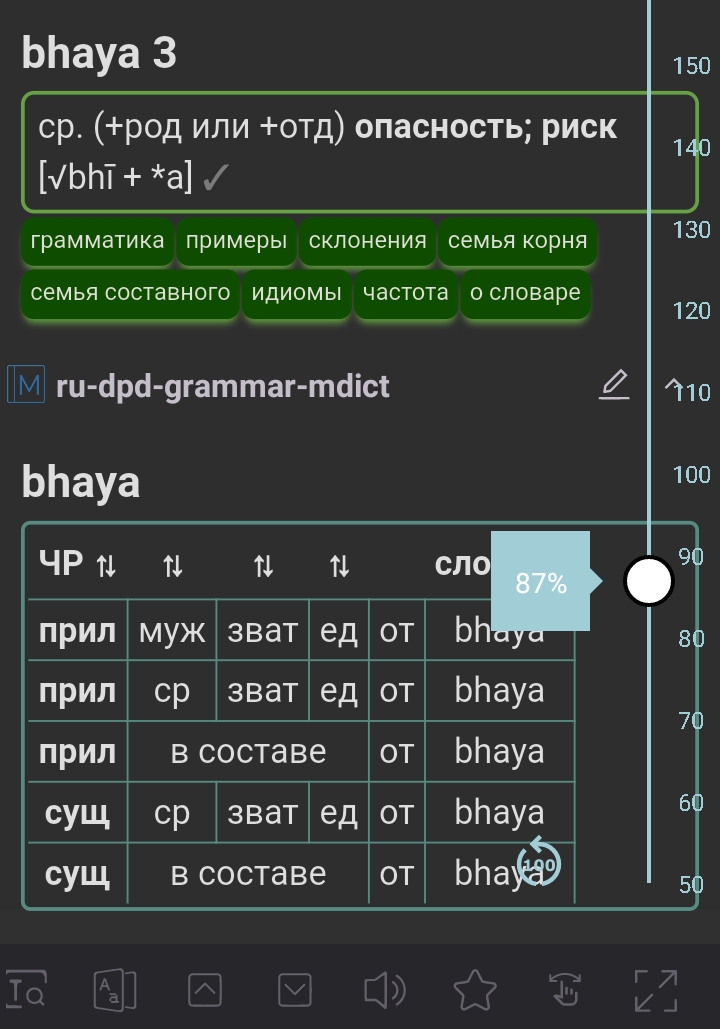 bhaya 3
150
ср. (+род или +отд) опасность; риск
140
[√bhī + *a] ✓
130
грамматика примеры склонения семья корня
семья составного идиомы частота о словаре
120
M ru-dpd-grammar-mdict
110
bhaya
100
ЧР ⇅ ⇅ ⇅ ⇅ сло
90
87%
прил муж зват ед от bhaya
80
прил ср зват ед от bhaya
70
прил в составе от bhaya
сущ ср зват ед от bhaya
60
сущ в составе от bhaya
100
50
T
A a